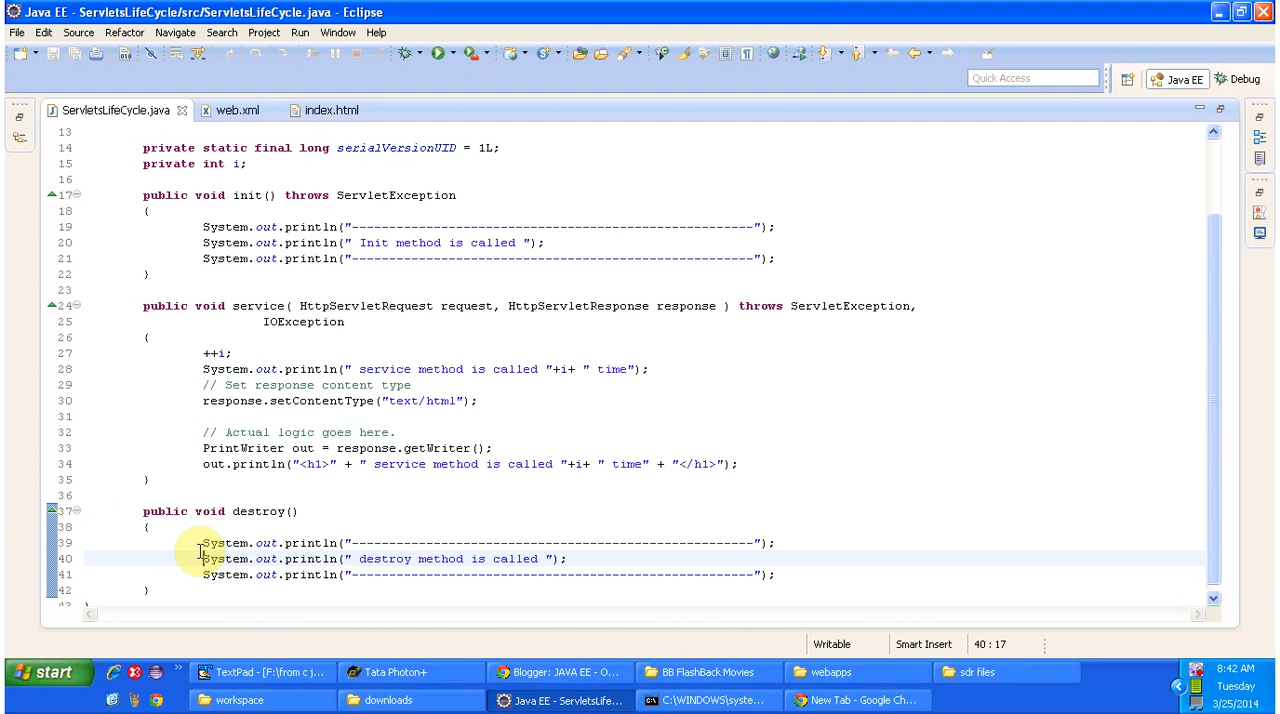 Java EE - ServletsLifeCycle/src/ServletsLifeCycle.java - Eclipse
File Edit Source Refactor Navigate Search Project Run Window Help
Quick Access
Java EE
Debug
ServletsLifeCycle.java
web.xml
index.html
13
14 private static final long serialVersionUID = 1L;
15 private int i;
16
17 public void init() throws ServletException
18 {
19 System.out.println("------------------------------------------------------");
20 System.out.println(" Init method is called ");
21 System.out.println("------------------------------------------------------");
22 }
23
24 public void service( HttpServletRequest request, HttpServletResponse response ) throws ServletException,
25 IOException
26 {
27 ++i;
28 System.out.println(" service method is called "+i+ " time");
29 // Set response content type
30 response.setContentType("text/html");
31
32 // Actual logic goes here.
33 PrintWriter out = response.getWriter();
34 out.println("<h1>" + " service method is called "+i+ " time" + "</h1>");
35 }
36
37 public void destroy()
38 {
39 System.out.println("------------------------------------------------------");
40 System.out.println(" destroy method is called ");
41 System.out.println("------------------------------------------------------");
42 }
43 }
Writable
Smart Insert
40 : 17
start
TextPad - [F:\from c j...
Tata Photon+
Blogger: JAVA EE - O...
BB FlashBack Movies
webapps
sdr files
8:42 AM
workspace
downloads
Java EE - ServletsLife...
C:\WINDOWS\syste...
New Tab - Google Ch...
Tuesday
3/25/2014